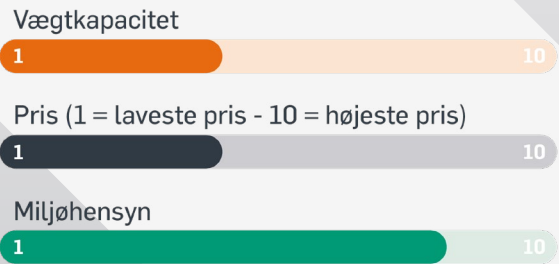 Vægtkapacitet
1 10
Pris (1 = laveste pris - 10 = højeste pris)
1 10
Miljøhensyn
1 10